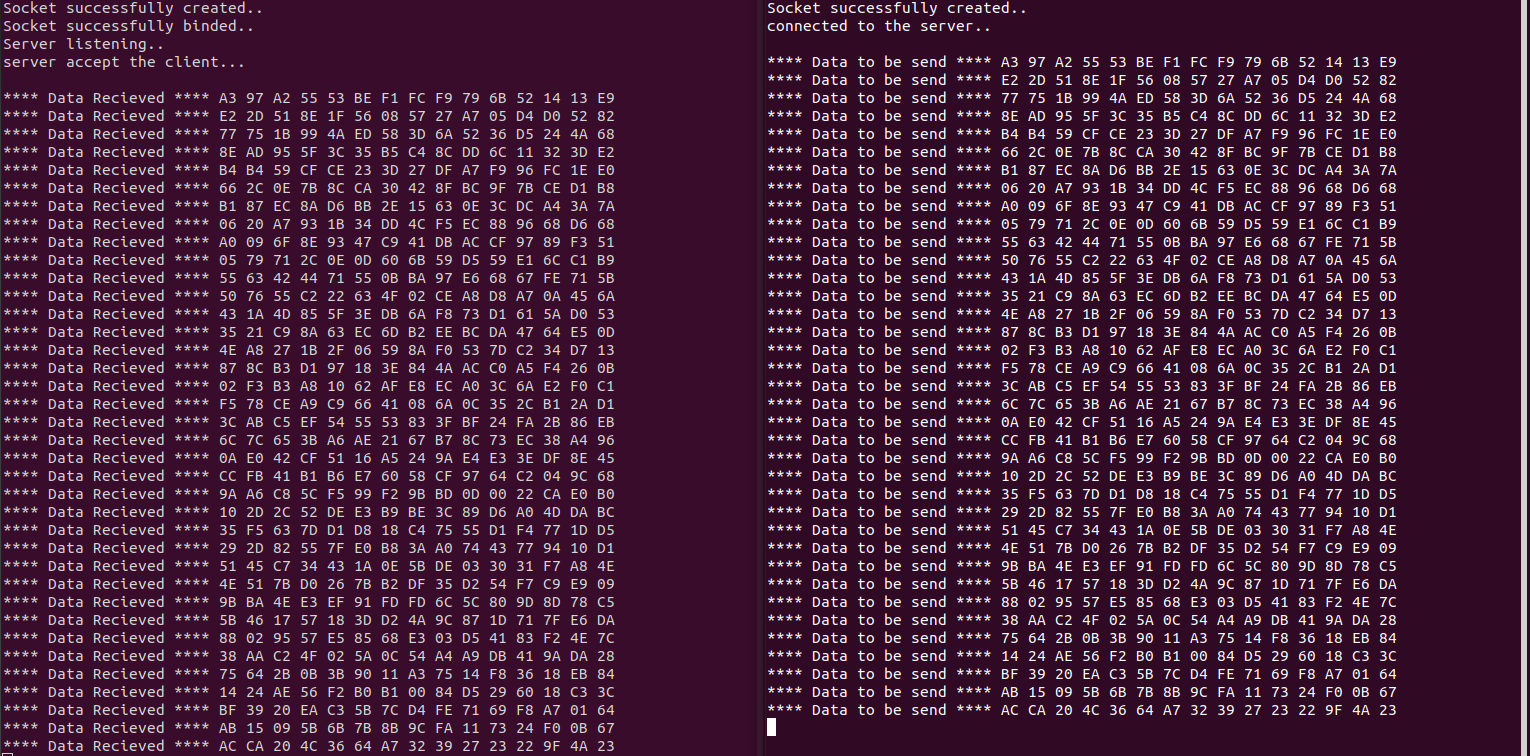 Socket successfully created..
Socket successfully binded..
Server listening..
server accept the client...
**** Data Recieved **** A3 97 A2 55 53 BE F1 FC F9 79 6B 52 14 13 E9
**** Data Recieved **** E2 2D 51 8E 1F 56 08 57 27 A7 05 D4 D0 52 82
**** Data Recieved **** 77 75 1B 99 4A ED 58 3D 6A 52 36 D5 24 4A 68
**** Data Recieved **** 8E AD 95 5F 3C 35 B5 C4 8C DD 6C 11 32 3D E2
**** Data Recieved **** B4 B4 59 CF CE 23 3D 27 DF A7 F9 96 FC 1E E0
**** Data Recieved **** 66 2C 0E 7B 8C CA 30 42 8F BC 9F 7B CE D1 B8
**** Data Recieved **** B1 87 EC 8A D6 BB 2E 15 63 0E 3C DC A4 3A 7A
**** Data Recieved **** 06 20 A7 93 1B 34 DD 4C F5 EC 88 96 68 D6 68
**** Data Recieved **** A0 09 6F 8E 93 47 C9 41 DB AC CF 97 89 F3 51
**** Data Recieved **** 05 79 71 2C 0E 0D 60 6B 59 D5 59 E1 6C C1 B9
**** Data Recieved **** 55 63 42 44 71 55 0B BA 97 E6 68 67 FE 71 5B
**** Data Recieved **** 50 76 55 C2 22 63 4F 02 CE A8 D8 A7 0A 45 6A
**** Data Recieved **** 43 1A 4D 85 5F 3E DB 6A F8 73 D1 61 5A D0 53
**** Data Recieved **** 35 21 C9 8A 63 EC 6D B2 EE BC DA 47 64 E5 0D
**** Data Recieved **** 4E A8 27 1B 2F 06 59 8A F0 53 7D C2 34 D7 13
**** Data Recieved **** 87 8C B3 D1 97 18 3E 84 4A AC C0 A5 F4 26 0B
**** Data Recieved **** 02 F3 B3 A8 10 62 AF E8 EC A0 3C 6A E2 F0 C1
**** Data Recieved **** F5 78 CE A9 C9 66 41 08 6A 0C 35 2C B1 2A D1
**** Data Recieved **** 3C AB C5 EF 54 55 53 83 3F BF 24 FA 2B 86 EB
**** Data Recieved **** 6C 7C 65 3B A6 AE 21 67 B7 8C 73 EC 38 A4 96
**** Data Recieved **** 0A E0 42 CF 51 16 A5 24 9A E4 E3 3E DF 8E 45
**** Data Recieved **** CC FB 41 B1 B6 E7 60 58 CF 97 64 C2 04 9C 68
**** Data Recieved **** 9A A6 C8 5C F5 99 F2 9B BD 0D 00 22 CA E0 B0
**** Data Recieved **** 10 2D 2C 52 DE E3 B9 BE 3C 89 D6 A0 4D DA BC
**** Data Recieved **** 35 F5 63 7D D1 D8 18 C4 75 55 D1 F4 77 1D D5
**** Data Recieved **** 29 2D 82 55 7F E0 B8 3A A0 74 43 77 94 10 D1
**** Data Recieved **** 51 45 C7 34 43 1A 0E 5B DE 03 30 31 F7 A8 4E
**** Data Recieved **** 4E 51 7B D0 26 7B B2 DF 35 D2 54 F7 C9 E9 09
**** Data Recieved **** 9B BA 4E E3 EF 91 FD FD 6C 5C 80 9D 8D 78 C5
**** Data Recieved **** 5B 46 17 57 18 3D D2 4A 9C 87 1D 71 7F E6 DA
**** Data Recieved **** 88 02 95 57 E5 85 68 E3 03 D5 41 83 F2 4E 7C
**** Data Recieved **** 38 AA C2 4F 02 5A 0C 54 A4 A9 DB 41 9A DA 28
**** Data Recieved **** 75 64 2B 0B 3B 90 11 A3 75 14 F8 36 18 EB 84
**** Data Recieved **** 14 24 AE 56 F2 B0 B1 00 84 D5 29 60 18 C3 3C
**** Data Recieved **** BF 39 20 EA C3 5B 7C D4 FE 71 69 F8 A7 01 64
**** Data Recieved **** AB 15 09 5B 6B 7B 8B 9C FA 11 73 24 F0 0B 67
**** Data Recieved **** AC CA 20 4C 36 64 A7 32 39 27 23 22 9F 4A 23
Socket successfully created..
connected to the server..
**** Data to be send **** A3 97 A2 55 53 BE F1 FC F9 79 6B 52 14 13 E9
**** Data to be send **** E2 2D 51 8E 1F 56 08 57 27 A7 05 D4 D0 52 82
**** Data to be send **** 77 75 1B 99 4A ED 58 3D 6A 52 36 D5 24 4A 68
**** Data to be send **** 8E AD 95 5F 3C 35 B5 C4 8C DD 6C 11 32 3D E2
**** Data to be send **** B4 B4 59 CF CE 23 3D 27 DF A7 F9 96 FC 1E E0
**** Data to be send **** 66 2C 0E 7B 8C CA 30 42 8F BC 9F 7B CE D1 B8
**** Data to be send **** B1 87 EC 8A D6 BB 2E 15 63 0E 3C DC A4 3A 7A
**** Data to be send **** 06 20 A7 93 1B 34 DD 4C F5 EC 88 96 68 D6 68
**** Data to be send **** A0 09 6F 8E 93 47 C9 41 DB AC CF 97 89 F3 51
**** Data to be send **** 05 79 71 2C 0E 0D 60 6B 59 D5 59 E1 6C C1 B9
**** Data to be send **** 55 63 42 44 71 55 0B BA 97 E6 68 67 FE 71 5B
**** Data to be send **** 50 76 55 C2 22 63 4F 02 CE A8 D8 A7 0A 45 6A
**** Data to be send **** 43 1A 4D 85 5F 3E DB 6A F8 73 D1 61 5A D0 53
**** Data to be send **** 35 21 C9 8A 63 EC 6D B2 EE BC DA 47 64 E5 0D
**** Data to be send **** 4E A8 27 1B 2F 06 59 8A F0 53 7D C2 34 D7 13
**** Data to be send **** 87 8C B3 D1 97 18 3E 84 4A AC C0 A5 F4 26 0B
**** Data to be send **** 02 F3 B3 A8 10 62 AF E8 EC A0 3C 6A E2 F0 C1
**** Data to be send **** F5 78 CE A9 C9 66 41 08 6A 0C 35 2C B1 2A D1
**** Data to be send **** 3C AB C5 EF 54 55 53 83 3F BF 24 FA 2B 86 EB
**** Data to be send **** 6C 7C 65 3B A6 AE 21 67 B7 8C 73 EC 38 A4 96
**** Data to be send **** 0A E0 42 CF 51 16 A5 24 9A E4 E3 3E DF 8E 45
**** Data to be send **** CC FB 41 B1 B6 E7 60 58 CF 97 64 C2 04 9C 68
**** Data to be send **** 9A A6 C8 5C F5 99 F2 9B BD 0D 00 22 CA E0 B0
**** Data to be send **** 10 2D 2C 52 DE E3 B9 BE 3C 89 D6 A0 4D DA BC
**** Data to be send **** 35 F5 63 7D D1 D8 18 C4 75 55 D1 F4 77 1D D5
**** Data to be send **** 29 2D 82 55 7F E0 B8 3A A0 74 43 77 94 10 D1
**** Data to be send **** 51 45 C7 34 43 1A 0E 5B DE 03 30 31 F7 A8 4E
**** Data to be send **** 4E 51 7B D0 26 7B B2 DF 35 D2 54 F7 C9 E9 09
**** Data to be send **** 9B BA 4E E3 EF 91 FD FD 6C 5C 80 9D 8D 78 C5
**** Data to be send **** 5B 46 17 57 18 3D D2 4A 9C 87 1D 71 7F E6 DA
**** Data to be send **** 88 02 95 57 E5 85 68 E3 03 D5 41 83 F2 4E 7C
**** Data to be send **** 38 AA C2 4F 02 5A 0C 54 A4 A9 DB 41 9A DA 28
**** Data to be send **** 75 64 2B 0B 3B 90 11 A3 75 14 F8 36 18 EB 84
**** Data to be send **** 14 24 AE 56 F2 B0 B1 00 84 D5 29 60 18 C3 3C
**** Data to be send **** BF 39 20 EA C3 5B 7C D4 FE 71 69 F8 A7 01 64
**** Data to be send **** AB 15 09 5B 6B 7B 8B 9C FA 11 73 24 F0 0B 67
**** Data to be send **** AC CA 20 4C 36 64 A7 32 39 27 23 22 9F 4A 23